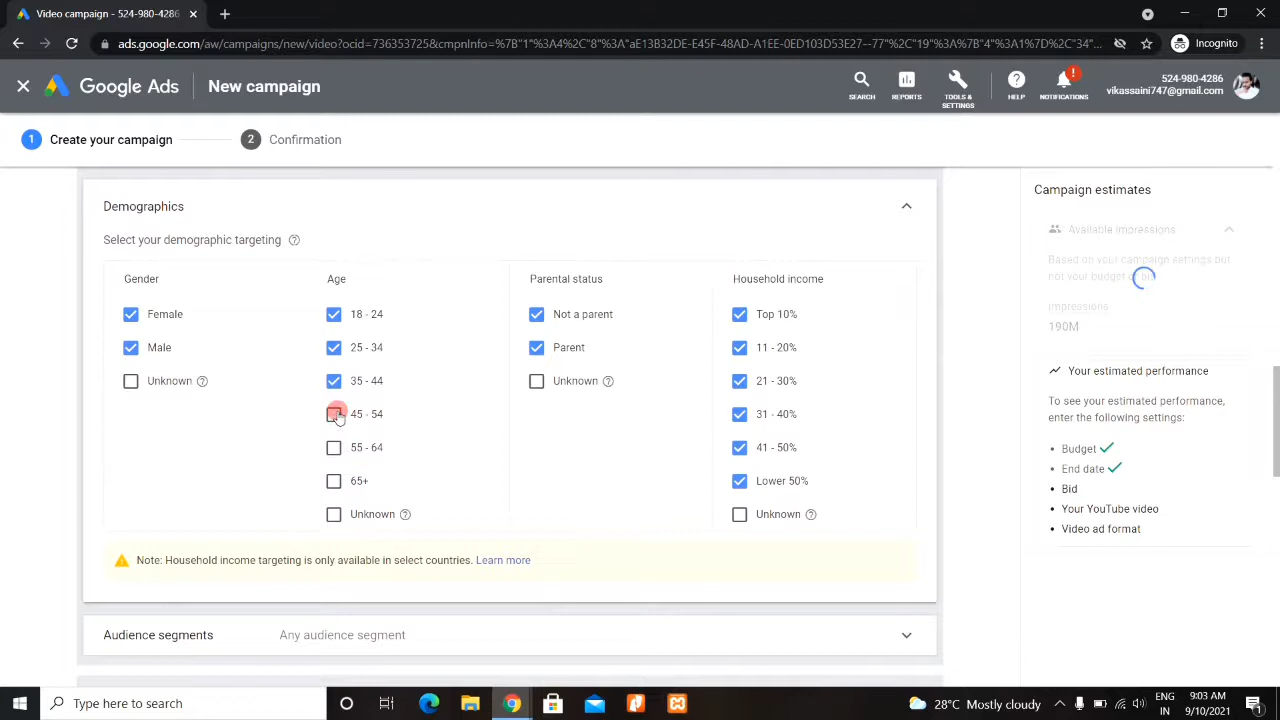 Video campaign - 524-980-4286
ads.google.com/aw/campaigns/new/video?ocid=736353725&cmpnInfo=%7B"1"%3A4%2C"8"%3A"aE13B32DE-E45F-48AD-A1EE-0ED103D53E27--77"%2C"19"%3A%7B"4"%3A1%7D%2C"34"...
Incognito
Google Ads
New campaign
SEARCH
REPORTS
TOOLS & SETTINGS
HELP
NOTIFICATIONS
524-980-4286
vikassaini747@gmail.com
1 Create your campaign
2 Confirmation
Demographics
Select your demographic targeting
Gender
Female
Male
Unknown
Age
18 - 24
25 - 34
35 - 44
45 - 54
55 - 64
65+
Unknown
Parental status
Not a parent
Parent
Unknown
Household income
Top 10%
11 - 20%
21 - 30%
31 - 40%
41 - 50%
Lower 50%
Unknown
Note: Household income targeting is only available in select countries. Learn more
Audience segments
Any audience segment
Campaign estimates
Available impressions
Based on your campaign settings but
not your budget or bid
Impressions
190M
Your estimated performance
To see your estimated performance,
enter the following settings:
• Budget
• End date
• Bid
• Your YouTube video
• Video ad format
Type here to search
28°C Mostly cloudy
ENG
IN
9:03 AM
9/10/2021